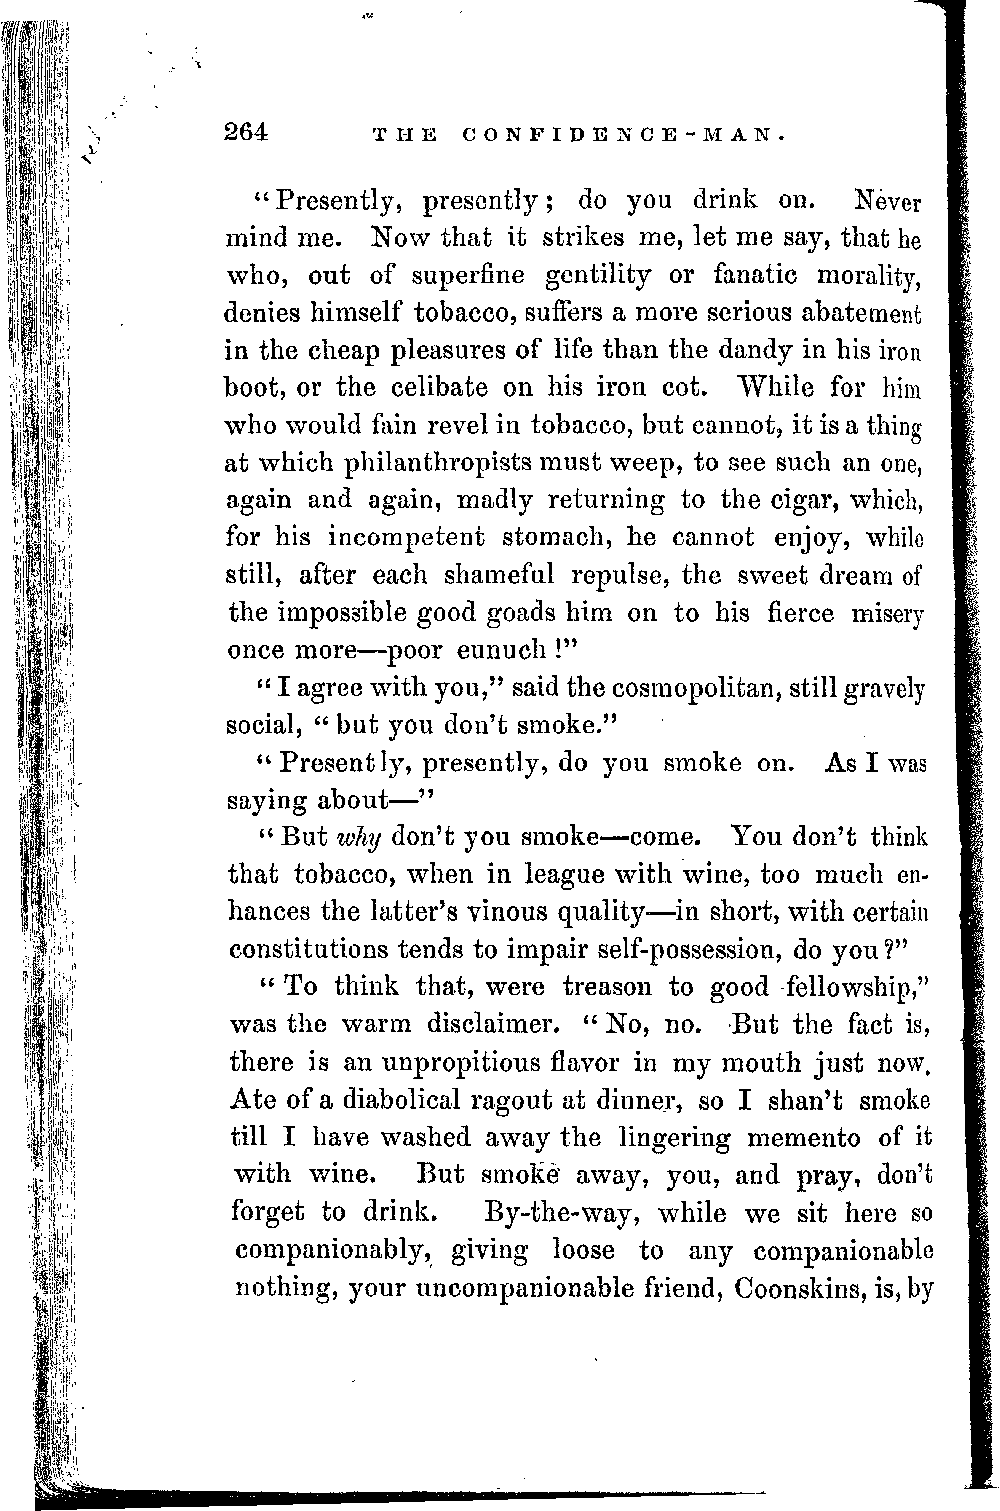 264 THE CONFIDENCE-MAN.
"Presently, presently; do you drink on. Never
mind me. Now that it strikes me, let me say, that he
who, out of superfine gentility or fanatic morality,
denies himself tobacco, suffers a more serious abatement
in the cheap pleasures of life than the dandy in his iron
boot, or the celibate on his iron cot. While for him
who would fain revel in tobacco, but cannot, it is a thing
at which philanthropists must weep, to see such an one,
again and again, madly returning to the cigar, which,
for his incompetent stomach, he cannot enjoy, while
still, after each shameful repulse, the sweet dream of
the impossible good goads him on to his fierce misery
once more—poor eunuch!"
"I agree with you," said the cosmopolitan, still gravely
social, "but you don't smoke."
"Presently, presently, do you smoke on. As I was
saying about—"
"But why don't you smoke—come. You don't think
that tobacco, when in league with wine, too much en-
hances the latter's vinous quality—in short, with certain
constitutions tends to impair self-possession, do you?"
"To think that, were treason to good fellowship,"
was the warm disclaimer. "No, no. But the fact is,
there is an unpropitious flavor in my mouth just now.
Ate of a diabolical ragout at dinner, so I shan't smoke
till I have washed away the lingering memento of it
with wine. But smoke away, you, and pray, don't
forget to drink. By-the-way, while we sit here so
companionably, giving loose to any companionable
nothing, your uncompanionable friend, Coonskins, is, by